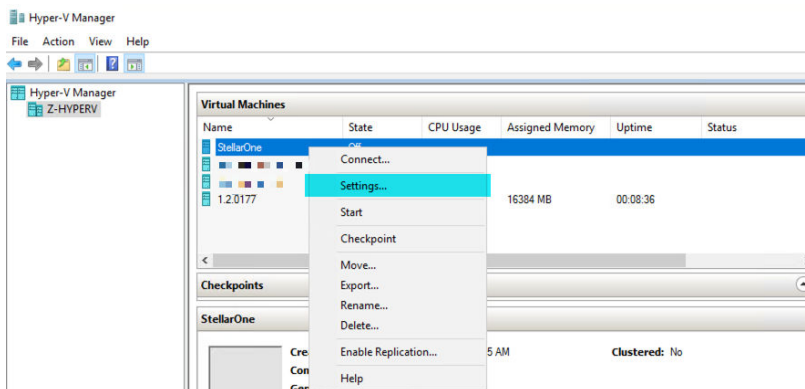 Hyper-V Manager
File Action View Help
Hyper-V Manager
Z-HYPERV
Virtual Machines
Name State CPU Usage Assigned Memory Uptime Status
StellarOne Off
1.2.0177 16384 MB 00:08:36
Connect...
Settings...
Start
Checkpoint
Move...
Export...
Rename...
Delete...
Enable Replication...
Help
Checkpoints
StellarOne
5 AM Clustered: No